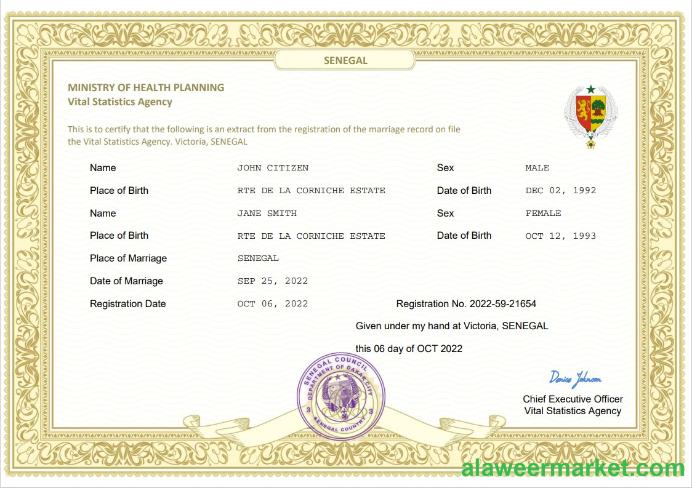 SENEGAL
MINISTRY OF HEALTH PLANNING
Vital Statistics Agency
This is to certify that the following is an extract from the registration of the marriage record on file
the Vital Statistics Agency. Victoria, SENEGAL
Name JOHN CITIZEN Sex MALE
Place of Birth RTE DE LA CORNICHE ESTATE Date of Birth DEC 02, 1992
Name JANE SMITH Sex FEMALE
Place of Birth RTE DE LA CORNICHE ESTATE Date of Birth OCT 12, 1993
Place of Marriage SENEGAL
Date of Marriage SEP 25, 2022
Registration Date OCT 06, 2022 Registration No. 2022-59-21654
Given under my hand at Victoria, SENEGAL
this 06 day of OCT 2022
SENEGAL COUNCIL
DEPARTMENT OF DAKAR CITY
SENEGAL COUNTRY
Denise Johnson
Chief Executive Officer
Vital Statistics Agency
alaweermarket.com